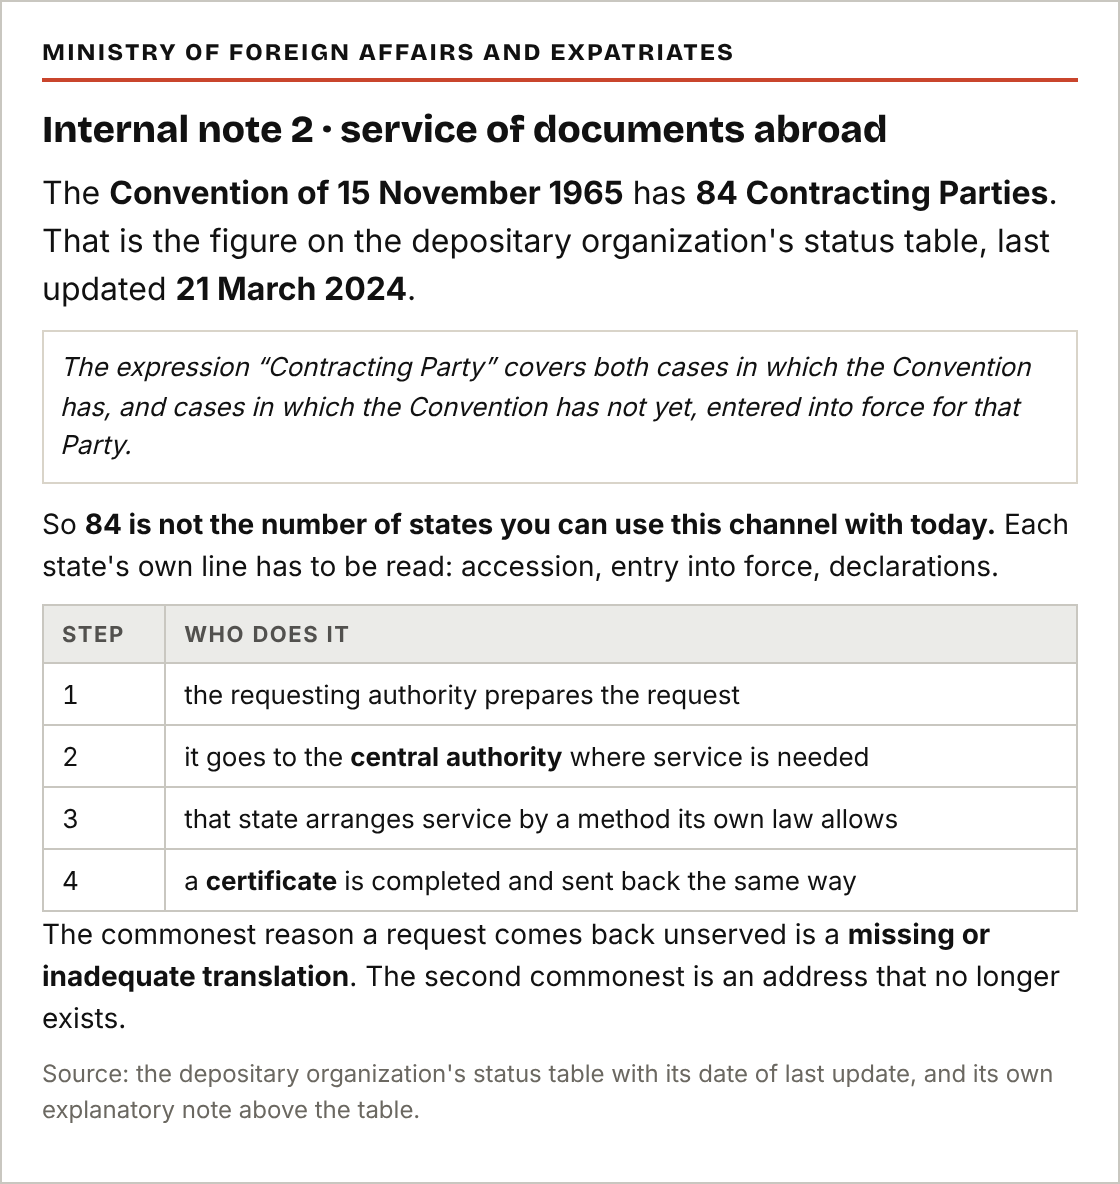 MINISTRY OF FOREIGN AFFAIRS AND EXPATRIATES
Internal note 2 · service of documents abroad
The Convention of 15 November 1965 has 84 Contracting Parties.
That is the figure on the depositary organization's status table, last
updated 21 March 2024.
The expression “Contracting Party” covers both cases in which the Convention
has, and cases in which the Convention has not yet, entered into force for that
Party.
So 84 is not the number of states you can use this channel with today. Each
state's own line has to be read: accession, entry into force, declarations.
STEP WHO DOES IT
1 the requesting authority prepares the request
2 it goes to the central authority where service is needed
3 that state arranges service by a method its own law allows
4 a certificate is completed and sent back the same way
The commonest reason a request comes back unserved is a missing or
inadequate translation. The second commonest is an address that no longer
exists.
Source: the depositary organization's status table with its date of last update, and its own
explanatory note above the table.